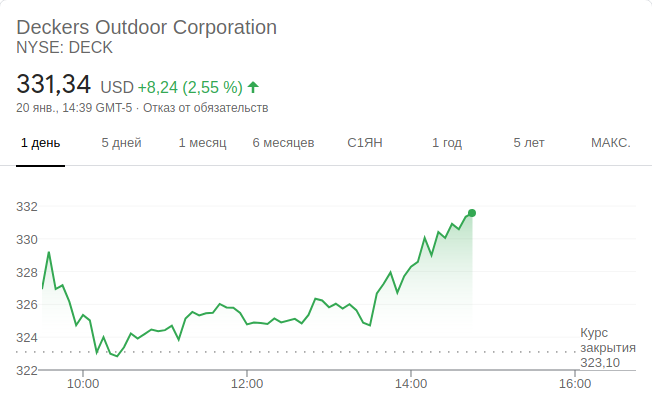 Deckers Outdoor Corporation
NYSE: DECK
331,34 USD +8,24 (2,55 %)
20 янв., 14:39 GMT-5 · Отказ от обязательств
1 день 5 дней 1 месяц 6 месяцев С1ЯН 1 год 5 лет МАКС.
332
330
328
326
324
322
Курс
закрытия
323,10
10:00 12:00 14:00 16:00